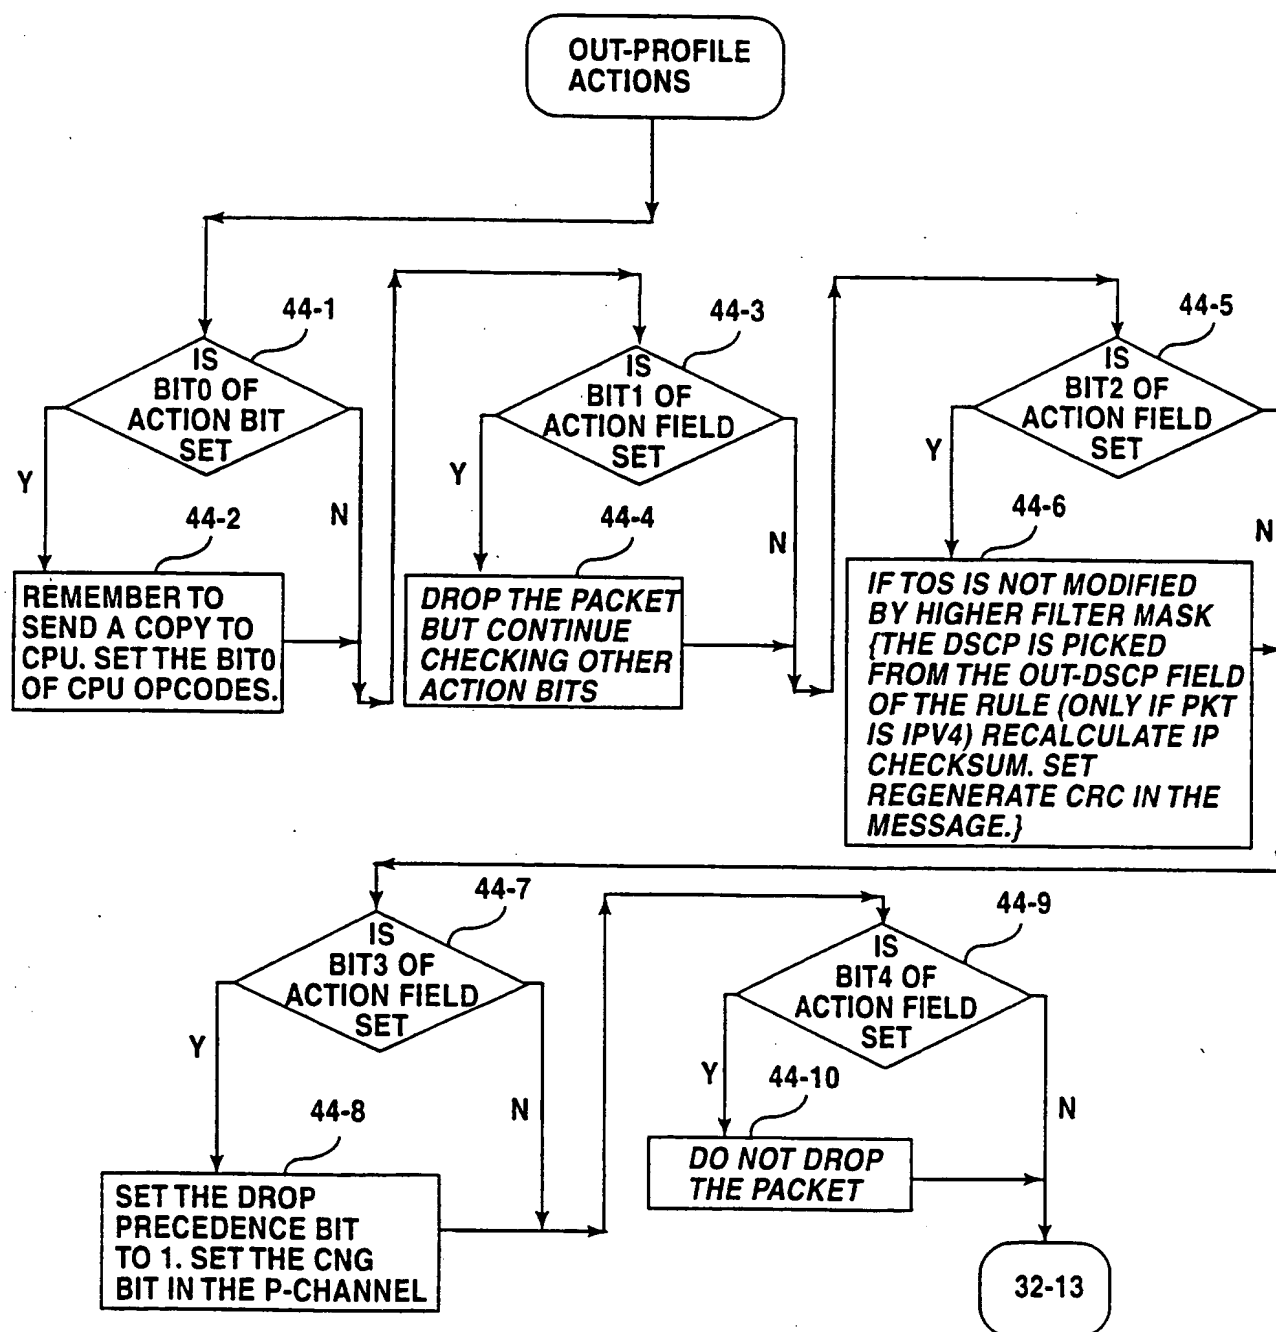 OUT-PROFILE
ACTIONS
44-1
IS
BIT0 OF
ACTION BIT
SET
Y
N
44-2
REMEMBER TO
SEND A COPY TO
CPU. SET THE BIT0
OF CPU OPCODES.
44-3
IS
BIT1 OF
ACTION FIELD
SET
Y
N
44-4
DROP THE PACKET
BUT CONTINUE
CHECKING OTHER
ACTION BITS
44-5
IS
BIT2 OF
ACTION FIELD
SET
Y
N
44-6
IF TOS IS NOT MODIFIED
BY HIGHER FILTER MASK
{THE DSCP IS PICKED
FROM THE OUT-DSCP FIELD
OF THE RULE (ONLY IF PKT
IS IPV4) RECALCULATE IP
CHECKSUM. SET
REGENERATE CRC IN THE
MESSAGE.}
44-7
IS
BIT3 OF
ACTION FIELD
SET
Y
N
44-8
SET THE DROP
PRECEDENCE BIT
TO 1. SET THE CNG
BIT IN THE P-CHANNEL
44-9
IS
BIT4 OF
ACTION FIELD
SET
Y
N
44-10
DO NOT DROP
THE PACKET
32-13